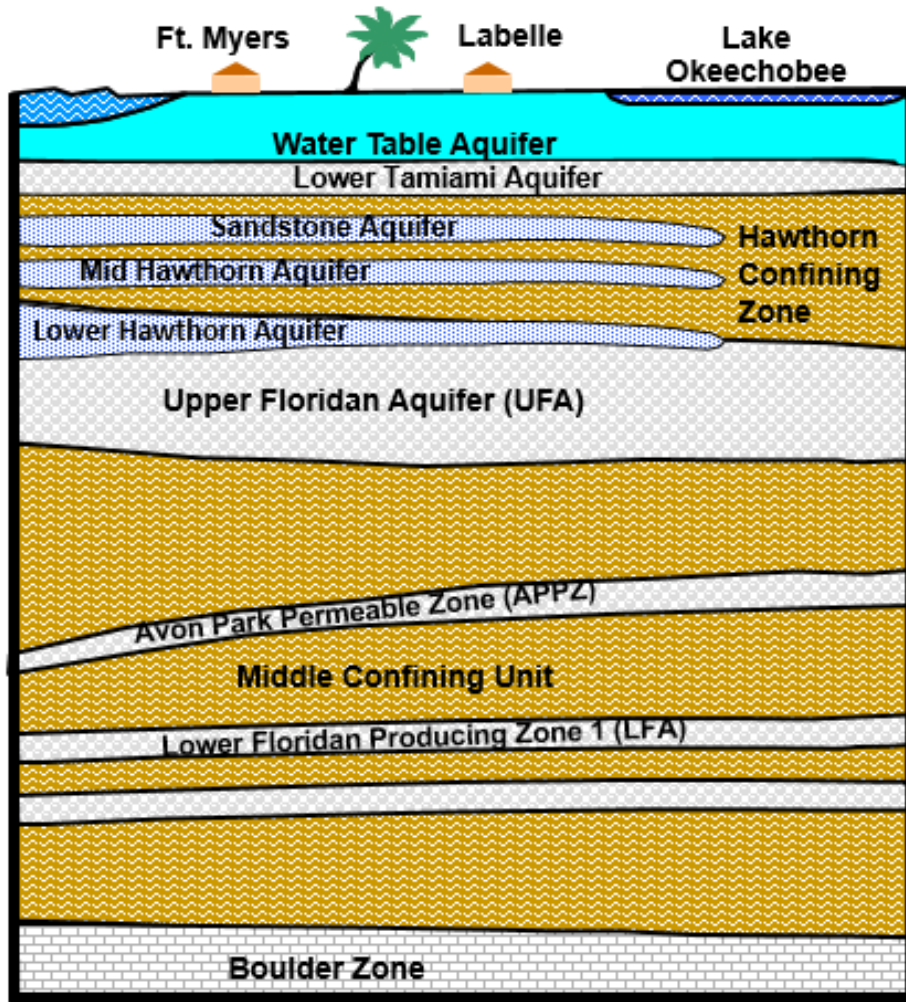 Ft. Myers
Labelle
Lake
Okeechobee
Water Table Aquifer
Lower Tamiami Aquifer
Sandstone Aquifer
Mid Hawthorn Aquifer
Hawthorn
Confining
Zone
Lower Hawthorn Aquifer
Upper Floridan Aquifer (UFA)
Avon Park Permeable Zone (APPZ)
Middle Confining Unit
Lower Floridan Producing Zone 1 (LFA)
Boulder Zone